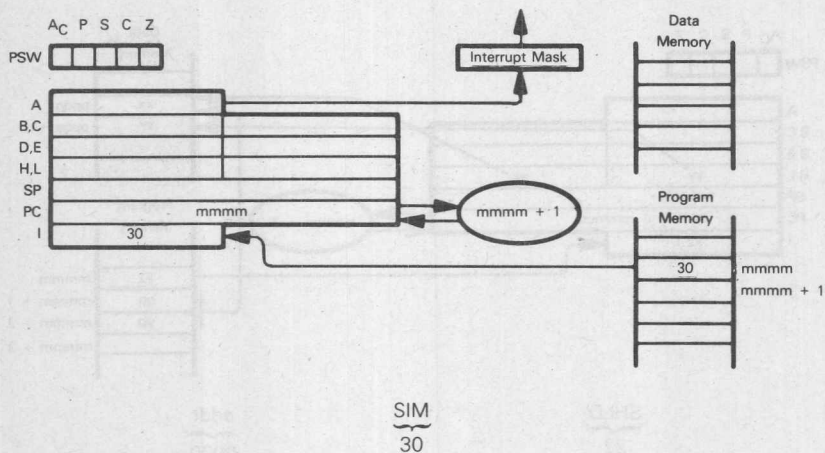 A_C P S C Z
PSW
Interrupt Mask
Data
Memory
A
B,C
D,E
H,L
SP
PC mmmm
I 30
mmmm + 1
Program
Memory
30 mmmm
mmmm + 1
SIM
30